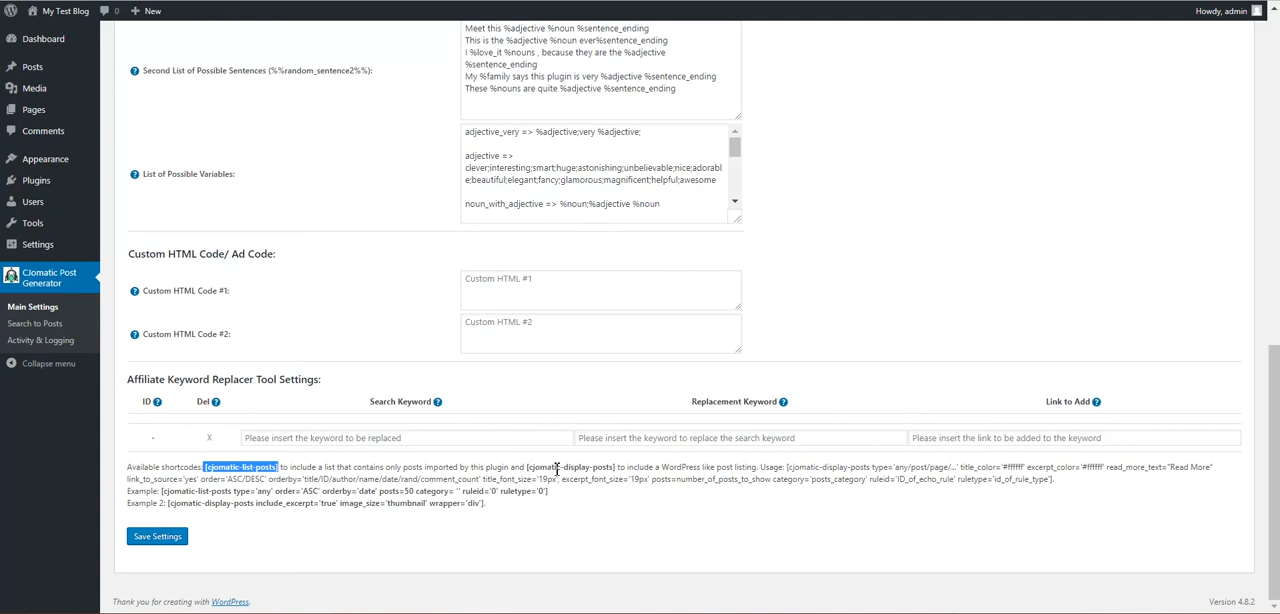 My Test Blog
0
New
Howdy, admin
Dashboard
Posts
Media
Pages
Comments
Appearance
Plugins
Users
Tools
Settings
CJomatic Post
Generator
Main Settings
Search to Posts
Activity & Logging
Collapse menu
Second List of Possible Sentences (%%random_sentence2%%):
Meet this %adjective %noun %sentence_ending
This is the %adjective %noun ever%sentence_ending
I %love_it %nouns , because they are the %adjective
%sentence_ending
My %family says this plugin is very %adjective %sentence_ending
These %nouns are quite %adjective %sentence_ending
List of Possible Variables:
adjective_very => %adjective;very %adjective;
adjective =>
clever;interesting;smart;huge;astonishing;unbelievable;nice;adorabl
e;beautiful;elegant;fancy;glamorous;magnificent;helpful;awesome
noun_with_adjective => %noun;%adjective %noun
Custom HTML Code/ Ad Code:
Custom HTML Code #1:
Custom HTML #1
Custom HTML Code #2:
Custom HTML #2
Affiliate Keyword Replacer Tool Settings:
ID Del Search Keyword Replacement Keyword Link to Add
- X Please insert the keyword to be replaced Please insert the keyword to replace the search keyword Please insert the link to be added to the keyword
Available shortcodes: [cjomatic-list-posts] to include a list that contains only posts imported by this plugin and [cjomatic-display-posts] to include a WordPress like post listing. Usage: [cjomatic-display-posts type='any/post/page/...' title_color='#ffffff' excerpt_color='#ffffff' read_more_text="Read More"
link_to_source='yes' order='ASC/DESC' orderby='title/ID/author/name/date/rand/comment_count' title_font_size='19px', excerpt_font_size='19px' posts=number_of_posts_to_show category='posts_category' ruleid='ID_of_echo_rule' ruletype='id_of_rule_type'].
Example: [cjomatic-list-posts type='any' order='ASC' orderby='date' posts=50 category= '' ruleid='0' ruletype='0']
Example 2: [cjomatic-display-posts include_excerpt='true' image_size='thumbnail' wrapper='div'].
Save Settings
Thank you for creating with WordPress.
Version 4.8.2